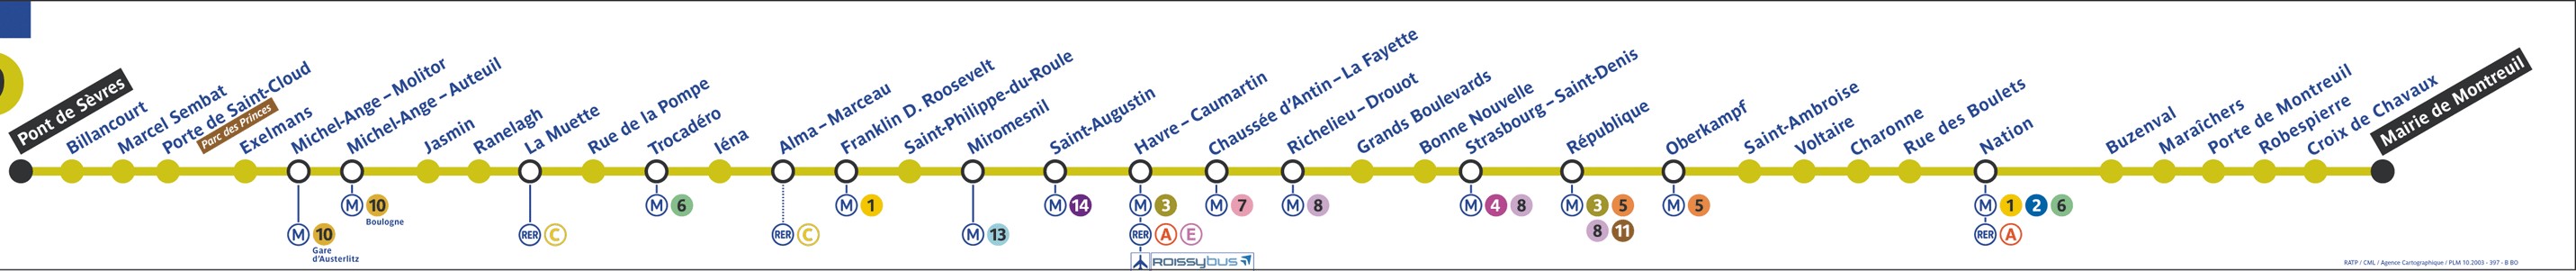 Pont de Sèvres
Billancourt
Marcel Sembat
Porte de Saint-Cloud
Parc des Princes
Exelmans
Michel-Ange – Molitor
Michel-Ange – Auteuil
Jasmin
Ranelagh
La Muette
Rue de la Pompe
Trocadéro
Iéna
Alma – Marceau
Franklin D. Roosevelt
Saint-Philippe-du-Roule
Miromesnil
Saint-Augustin
Havre – Caumartin
Chaussée d'Antin – La Fayette
Richelieu – Drouot
Grands Boulevards
Bonne Nouvelle
Strasbourg – Saint-Denis
République
Oberkampf
Saint-Ambroise
Voltaire
Charonne
Rue des Boulets
Nation
Buzenval
Maraîchers
Porte de Montreuil
Robespierre
Croix de Chavaux
Mairie de Montreuil
M 10
Gare
d'Austerlitz
M 10
Boulogne
RER C
M 6
RER C
M 1
M 13
M 14
M 3
RER A E
ROISSYBUS
M 7
M 8
M 4 8
M 3 5
8 11
M 5
M 1 2 6
RER A
RATP / CML / Agence Cartographique / PLM 10.2003 - 397 - B BO